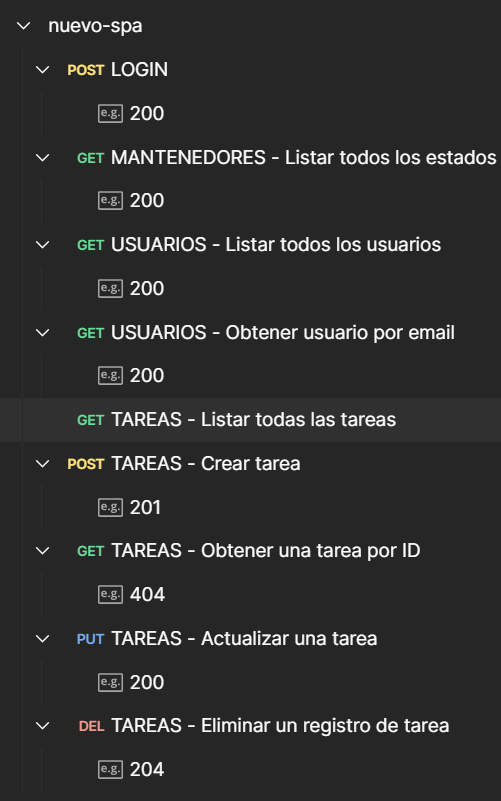 nuevo-spa
POST LOGIN
e.g. 200
GET MANTENEDORES - Listar todos los estados
e.g. 200
GET USUARIOS - Listar todos los usuarios
e.g. 200
GET USUARIOS - Obtener usuario por email
e.g. 200
GET TAREAS - Listar todas las tareas
POST TAREAS - Crear tarea
e.g. 201
GET TAREAS - Obtener una tarea por ID
e.g. 404
PUT TAREAS - Actualizar una tarea
e.g. 200
DEL TAREAS - Eliminar un registro de tarea
e.g. 204